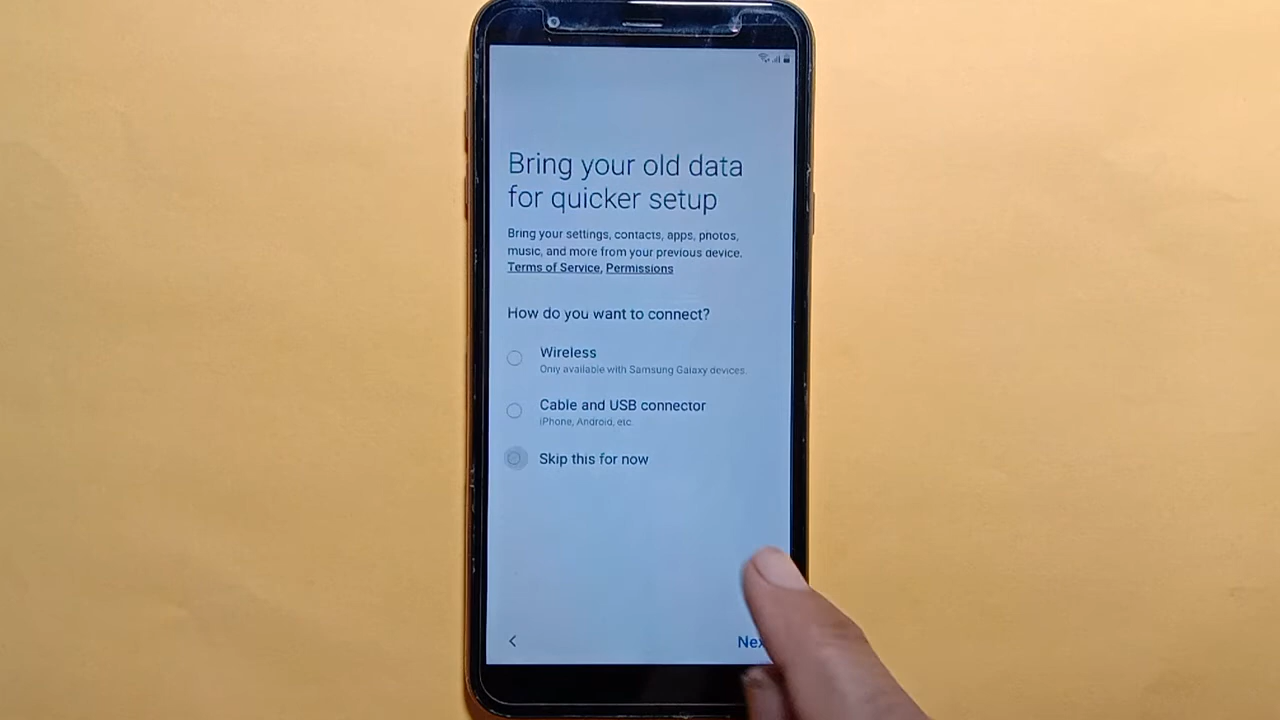 Bring your old data
for quicker setup
Bring your settings, contacts, apps, photos,
music, and more from your previous device.
Terms of Service, Permissions
How do you want to connect?
Wireless
Only available with Samsung Galaxy devices.
Cable and USB connector
iPhone, Android, etc.
Skip this for now
Nex